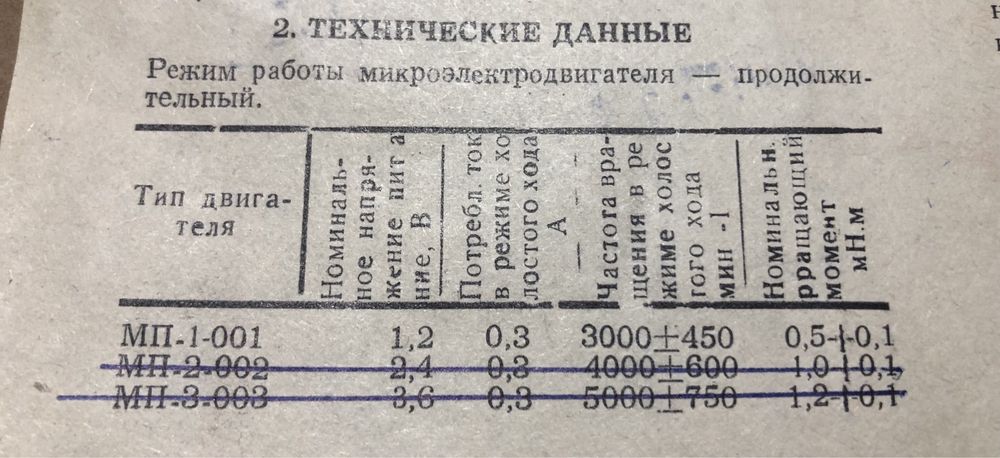 2. ТЕХНИЧЕСКИЕ ДАННЫЕ
Режим работы микроэлектродвигателя — продолжи-
тельный.
Тип двига-
теля
Номиналь-
ное напря-
жение пит а
ние, В
Потребл. ток
в режиме хо
лостого хода
А
Частота вра-
щения в ре
жиме холос
того хода
мин -1
Номинальн.
рращающий
момент
мН.м
МП-1-001 1,2 0,3 3000±450 0,5±0,1
МП-2-002 2,4 0,3 4000±600 1,0±0,1
МП-3-003 3,6 0,3 5000±750 1,2±0,1